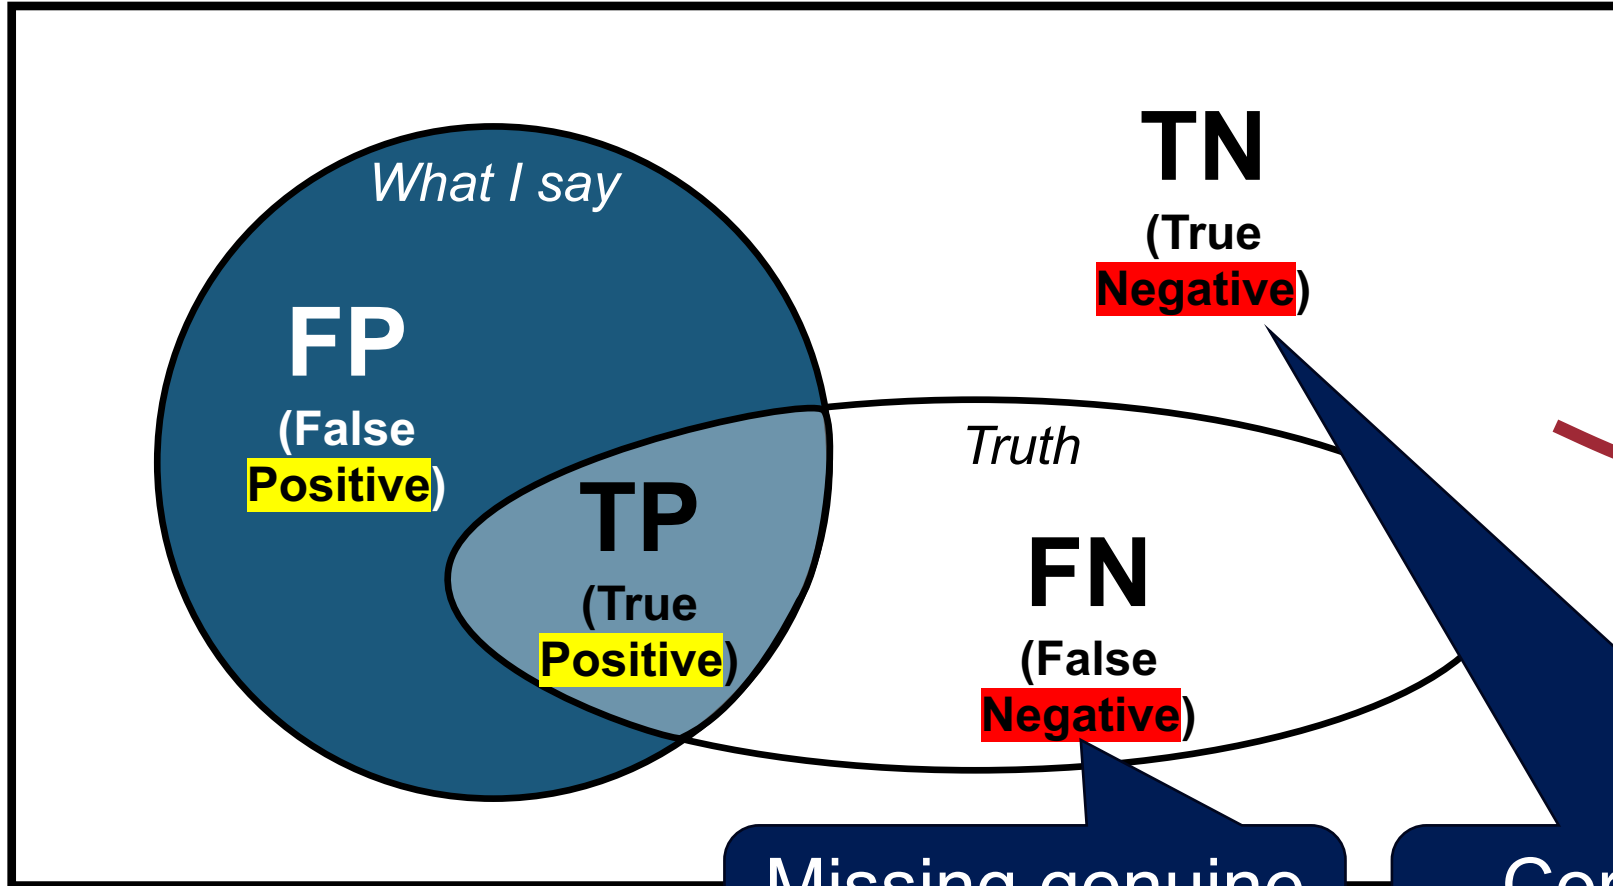 What I say
TN
(True
Negative)
FP
(False
Positive)
Truth
TP
(True
Positive)
FN
(False
Negative)
Missing genuine